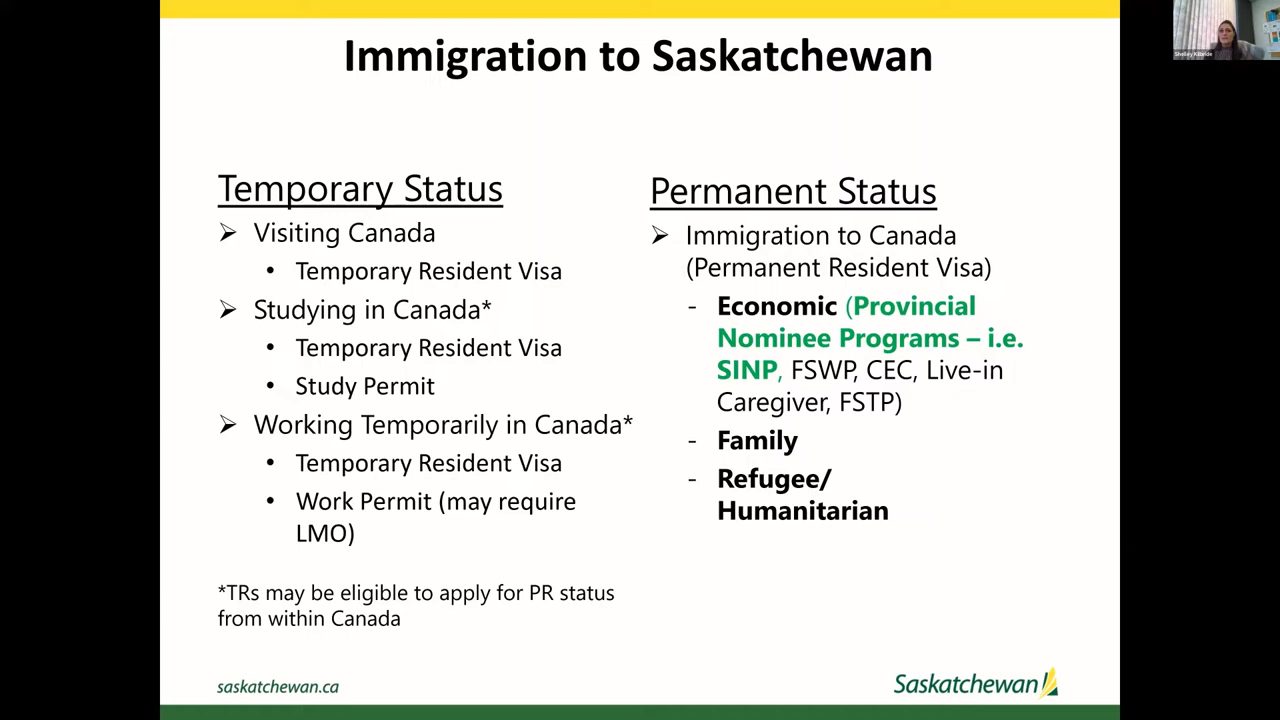 Immigration to Saskatchewan
Temporary Status
➢ Visiting Canada
• Temporary Resident Visa
➢ Studying in Canada*
• Temporary Resident Visa
• Study Permit
➢ Working Temporarily in Canada*
• Temporary Resident Visa
• Work Permit (may require
LMO)
*TRs may be eligible to apply for PR status
from within Canada
Permanent Status
➢ Immigration to Canada
(Permanent Resident Visa)
- Economic (Provincial
Nominee Programs – i.e.
SINP, FSWP, CEC, Live-in
Caregiver, FSTP)
- Family
- Refugee/
Humanitarian
saskatchewan.ca
Saskatchewan
Shelley Kilbride